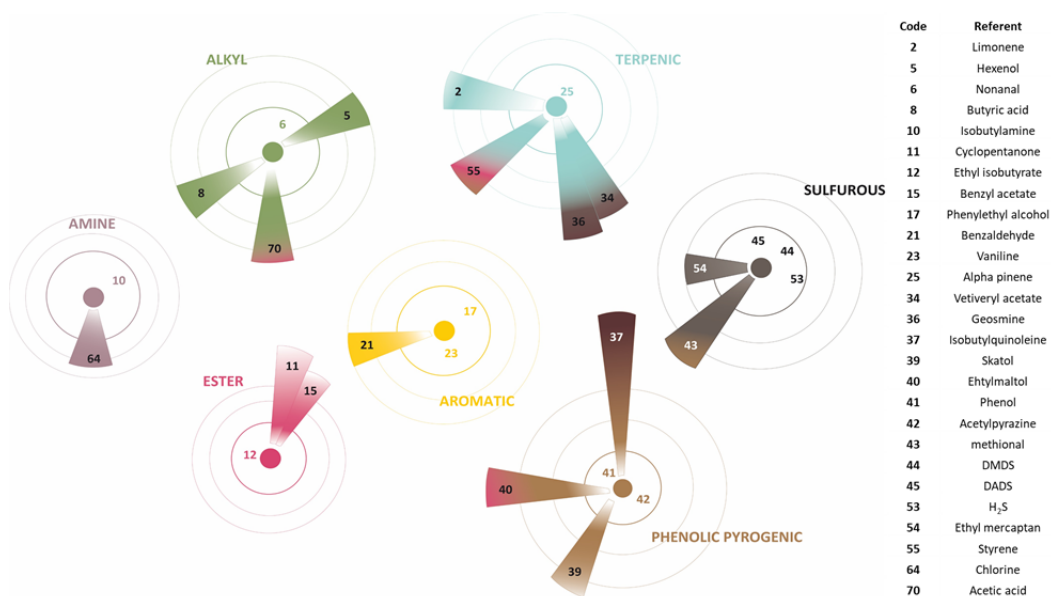 ALKYL
6
5
8
70
TERPENIC
2
25
55
34
36
SULFUROUS
45
44
54
53
43
AMINE
10
64
AROMATIC
17
21
23
ESTER
11
15
12
PHENOLIC PYROGENIC
37
41
40
42
39
Code Referent
2 Limonene
5 Hexenol
6 Nonanal
8 Butyric acid
10 Isobutylamine
11 Cyclopentanone
12 Ethyl isobutyrate
15 Benzyl acetate
17 Phenylethyl alcohol
21 Benzaldehyde
23 Vaniline
25 Alpha pinene
34 Vetiveryl acetate
36 Geosmine
37 Isobutylquinoleine
39 Skatol
40 Ehtylmaltol
41 Phenol
42 Acetylpyrazine
43 methional
44 DMDS
45 DADS
53 H₂S
54 Ethyl mercaptan
55 Styrene
64 Chlorine
70 Acetic acid